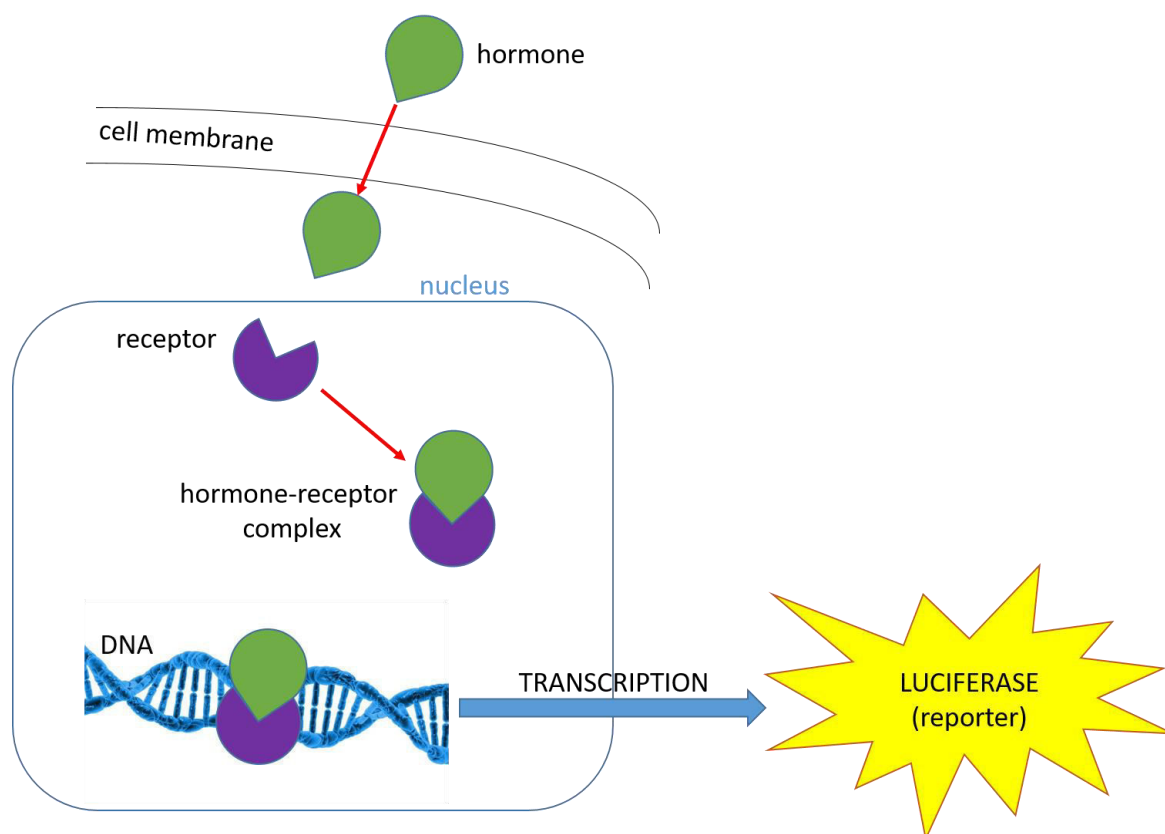 hormone
cell membrane
nucleus
receptor
hormone-receptor
complex
DNA
TRANSCRIPTION
LUCIFERASE
(reporter)